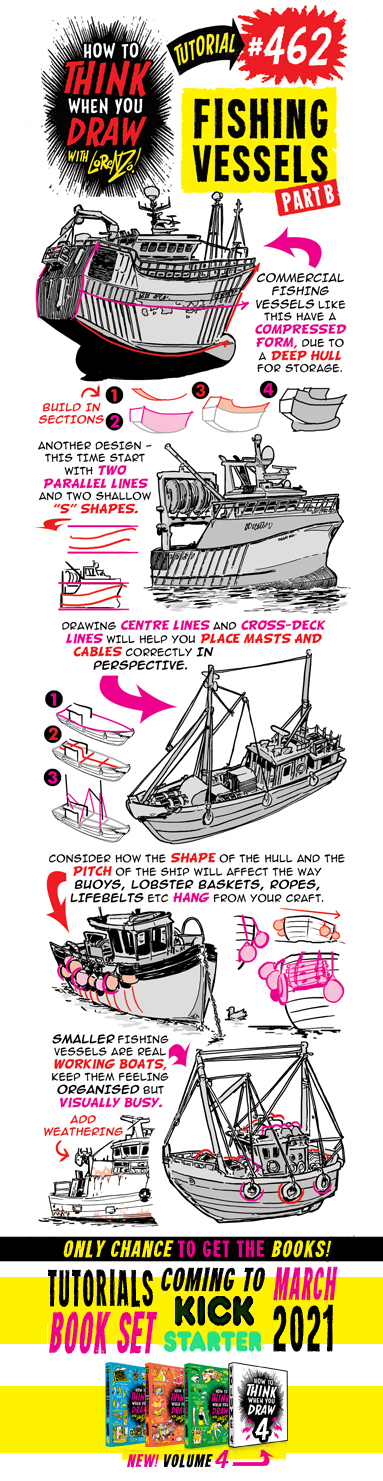 HOW TO
THINK
WHEN YOU
DRAW
WITH LORENZO!
TUTORIAL
#462
FISHING
VESSELS
PART B
COMMERCIAL
FISHING
VESSELS LIKE
THIS HAVE A
COMPRESSED
FORM, DUE TO
A DEEP HULL
FOR STORAGE.
BUILD IN
SECTIONS
1
2
3
4
ANOTHER DESIGN –
THIS TIME START
WITH TWO
PARALLEL LINES
AND TWO SHALLOW
"S" SHAPES.
DRAWING CENTRE LINES AND CROSS-DECK
LINES WILL HELP YOU PLACE MASTS AND
CABLES CORRECTLY IN
PERSPECTIVE.
1
2
3
CONSIDER HOW THE SHAPE OF THE HULL AND THE
PITCH OF THE SHIP WILL AFFECT THE WAY
BUOYS, LOBSTER BASKETS, ROPES,
LIFEBELTS ETC HANG FROM YOUR CRAFT.
SMALLER FISHING
VESSELS ARE REAL
WORKING BOATS,
KEEP THEM FEELING
ORGANISED BUT
VISUALLY BUSY.
ADD
WEATHERING
ONLY CHANCE TO GET THE BOOKS!
TUTORIALS
BOOK SET
COMING TO
KICK
STARTER
MARCH
2021
HOW TO
THINK
WHEN YOU
DRAW
4
NEW! VOLUME 4